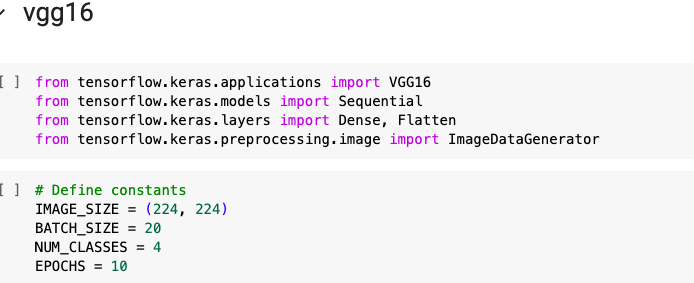 vgg16
[ ] from tensorflow.keras.applications import VGG16
from tensorflow.keras.models import Sequential
from tensorflow.keras.layers import Dense, Flatten
from tensorflow.keras.preprocessing.image import ImageDataGenerator
[ ] # Define constants
IMAGE_SIZE = (224, 224)
BATCH_SIZE = 20
NUM_CLASSES = 4
EPOCHS = 10